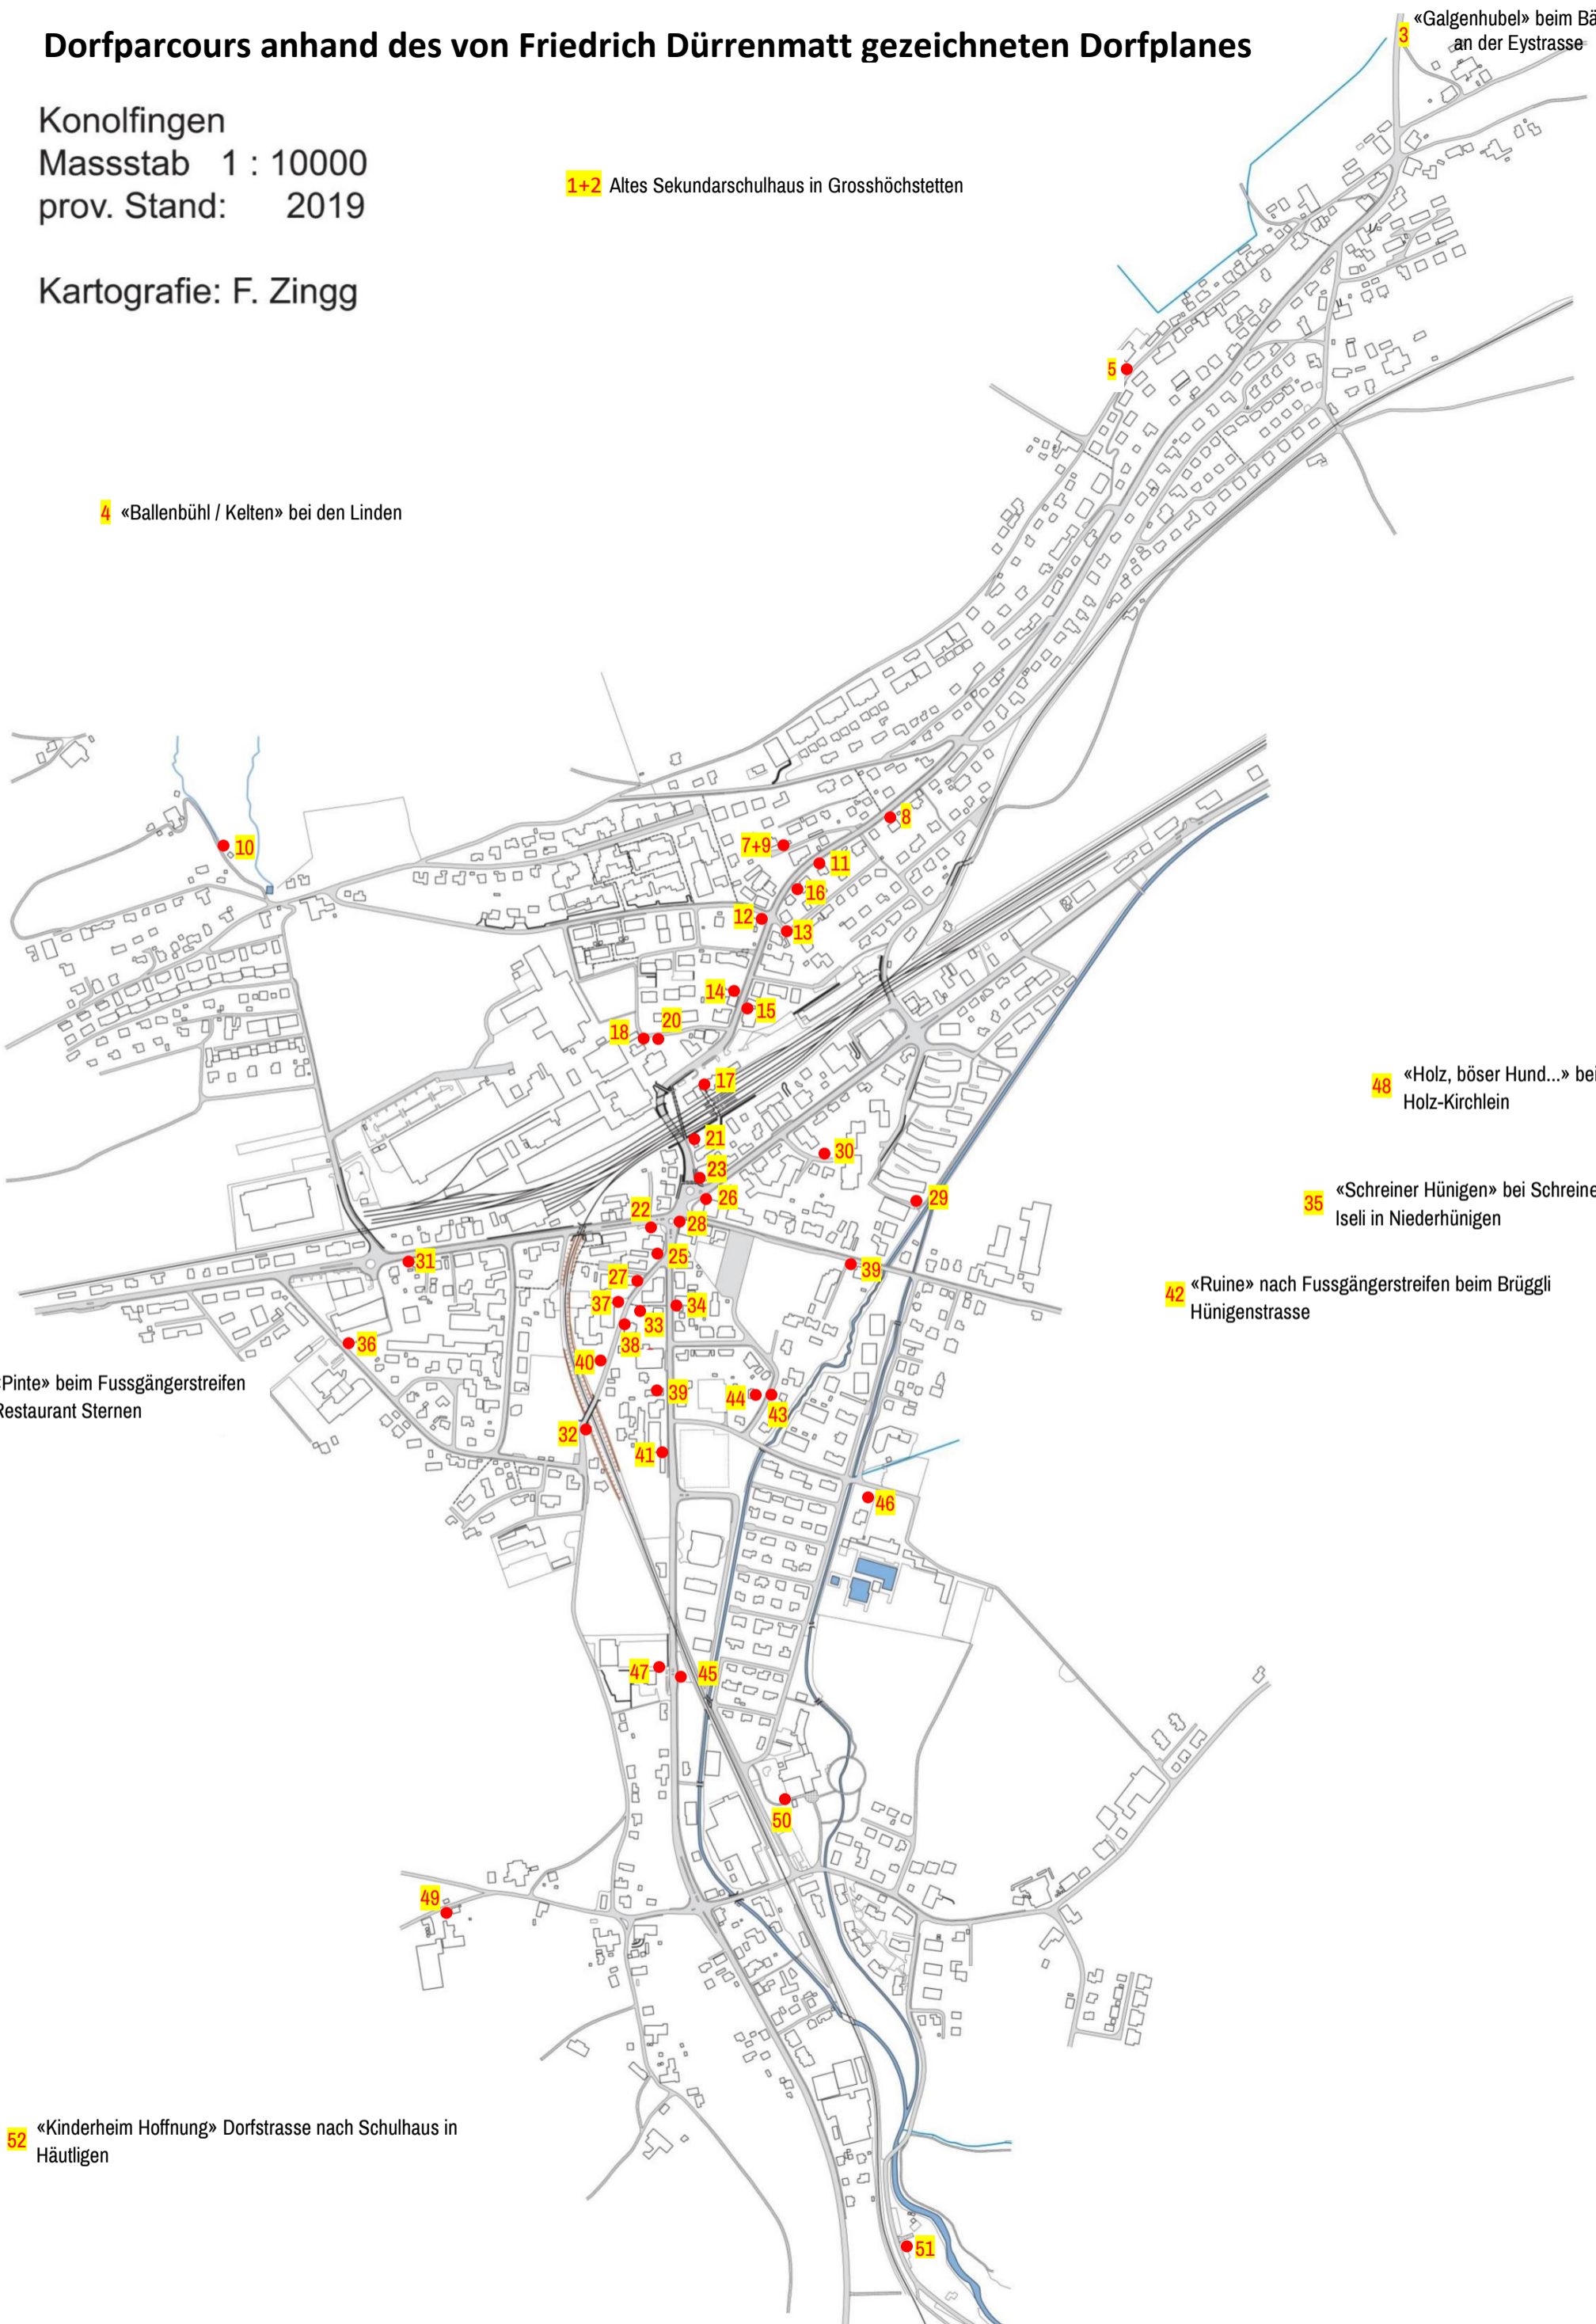 Dorfparcours anhand des von Friedrich Dürrenmatt gezeichneten Dorfplanes
3 «Galgenhubel» beim Bä
an der Eystrasse
Konolfingen
Massstab 1 : 10000
prov. Stand: 2019
Kartografie: F. Zingg
1+2 Altes Sekundarschulhaus in Grosshöchstetten
5
4 «Ballenbühl / Kelten» bei den Linden
8
7+9
10
11
16
12
13
14
15
18
20
17
48 «Holz, böser Hund...» bei
Holz-Kirchlein
21
30
23
26
29
35 «Schreiner Hünigen» bei Schreine
Iseli in Niederhünigen
22
28
25
31
39
27
42 «Ruine» nach Fussgängerstreifen beim Brüggli
Hünigenstrasse
37
34
33
38
36
40
«Pinte» beim Fussgängerstreifen
Restaurant Sternen
39
44
43
32
41
46
47
45
50
49
52 «Kinderheim Hoffnung» Dorfstrasse nach Schulhaus in
Häutligen
51